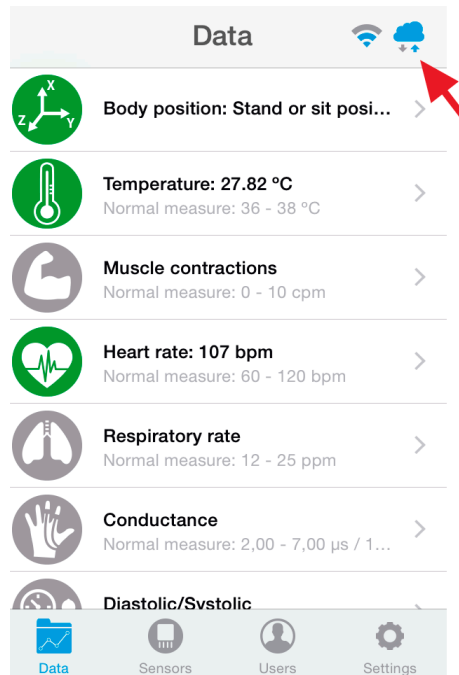 Data
X
Z
Y
Body position: Stand or sit posi...
Temperature: 27.82 ºC
Normal measure: 36 - 38 ºC
Muscle contractions
Normal measure: 0 - 10 cpm
Heart rate: 107 bpm
Normal measure: 60 - 120 bpm
Respiratory rate
Normal measure: 12 - 25 ppm
Conductance
Normal measure: 2,00 - 7,00 µs / 1...
Diastolic/Systolic
Data
Sensors
Users
Settings